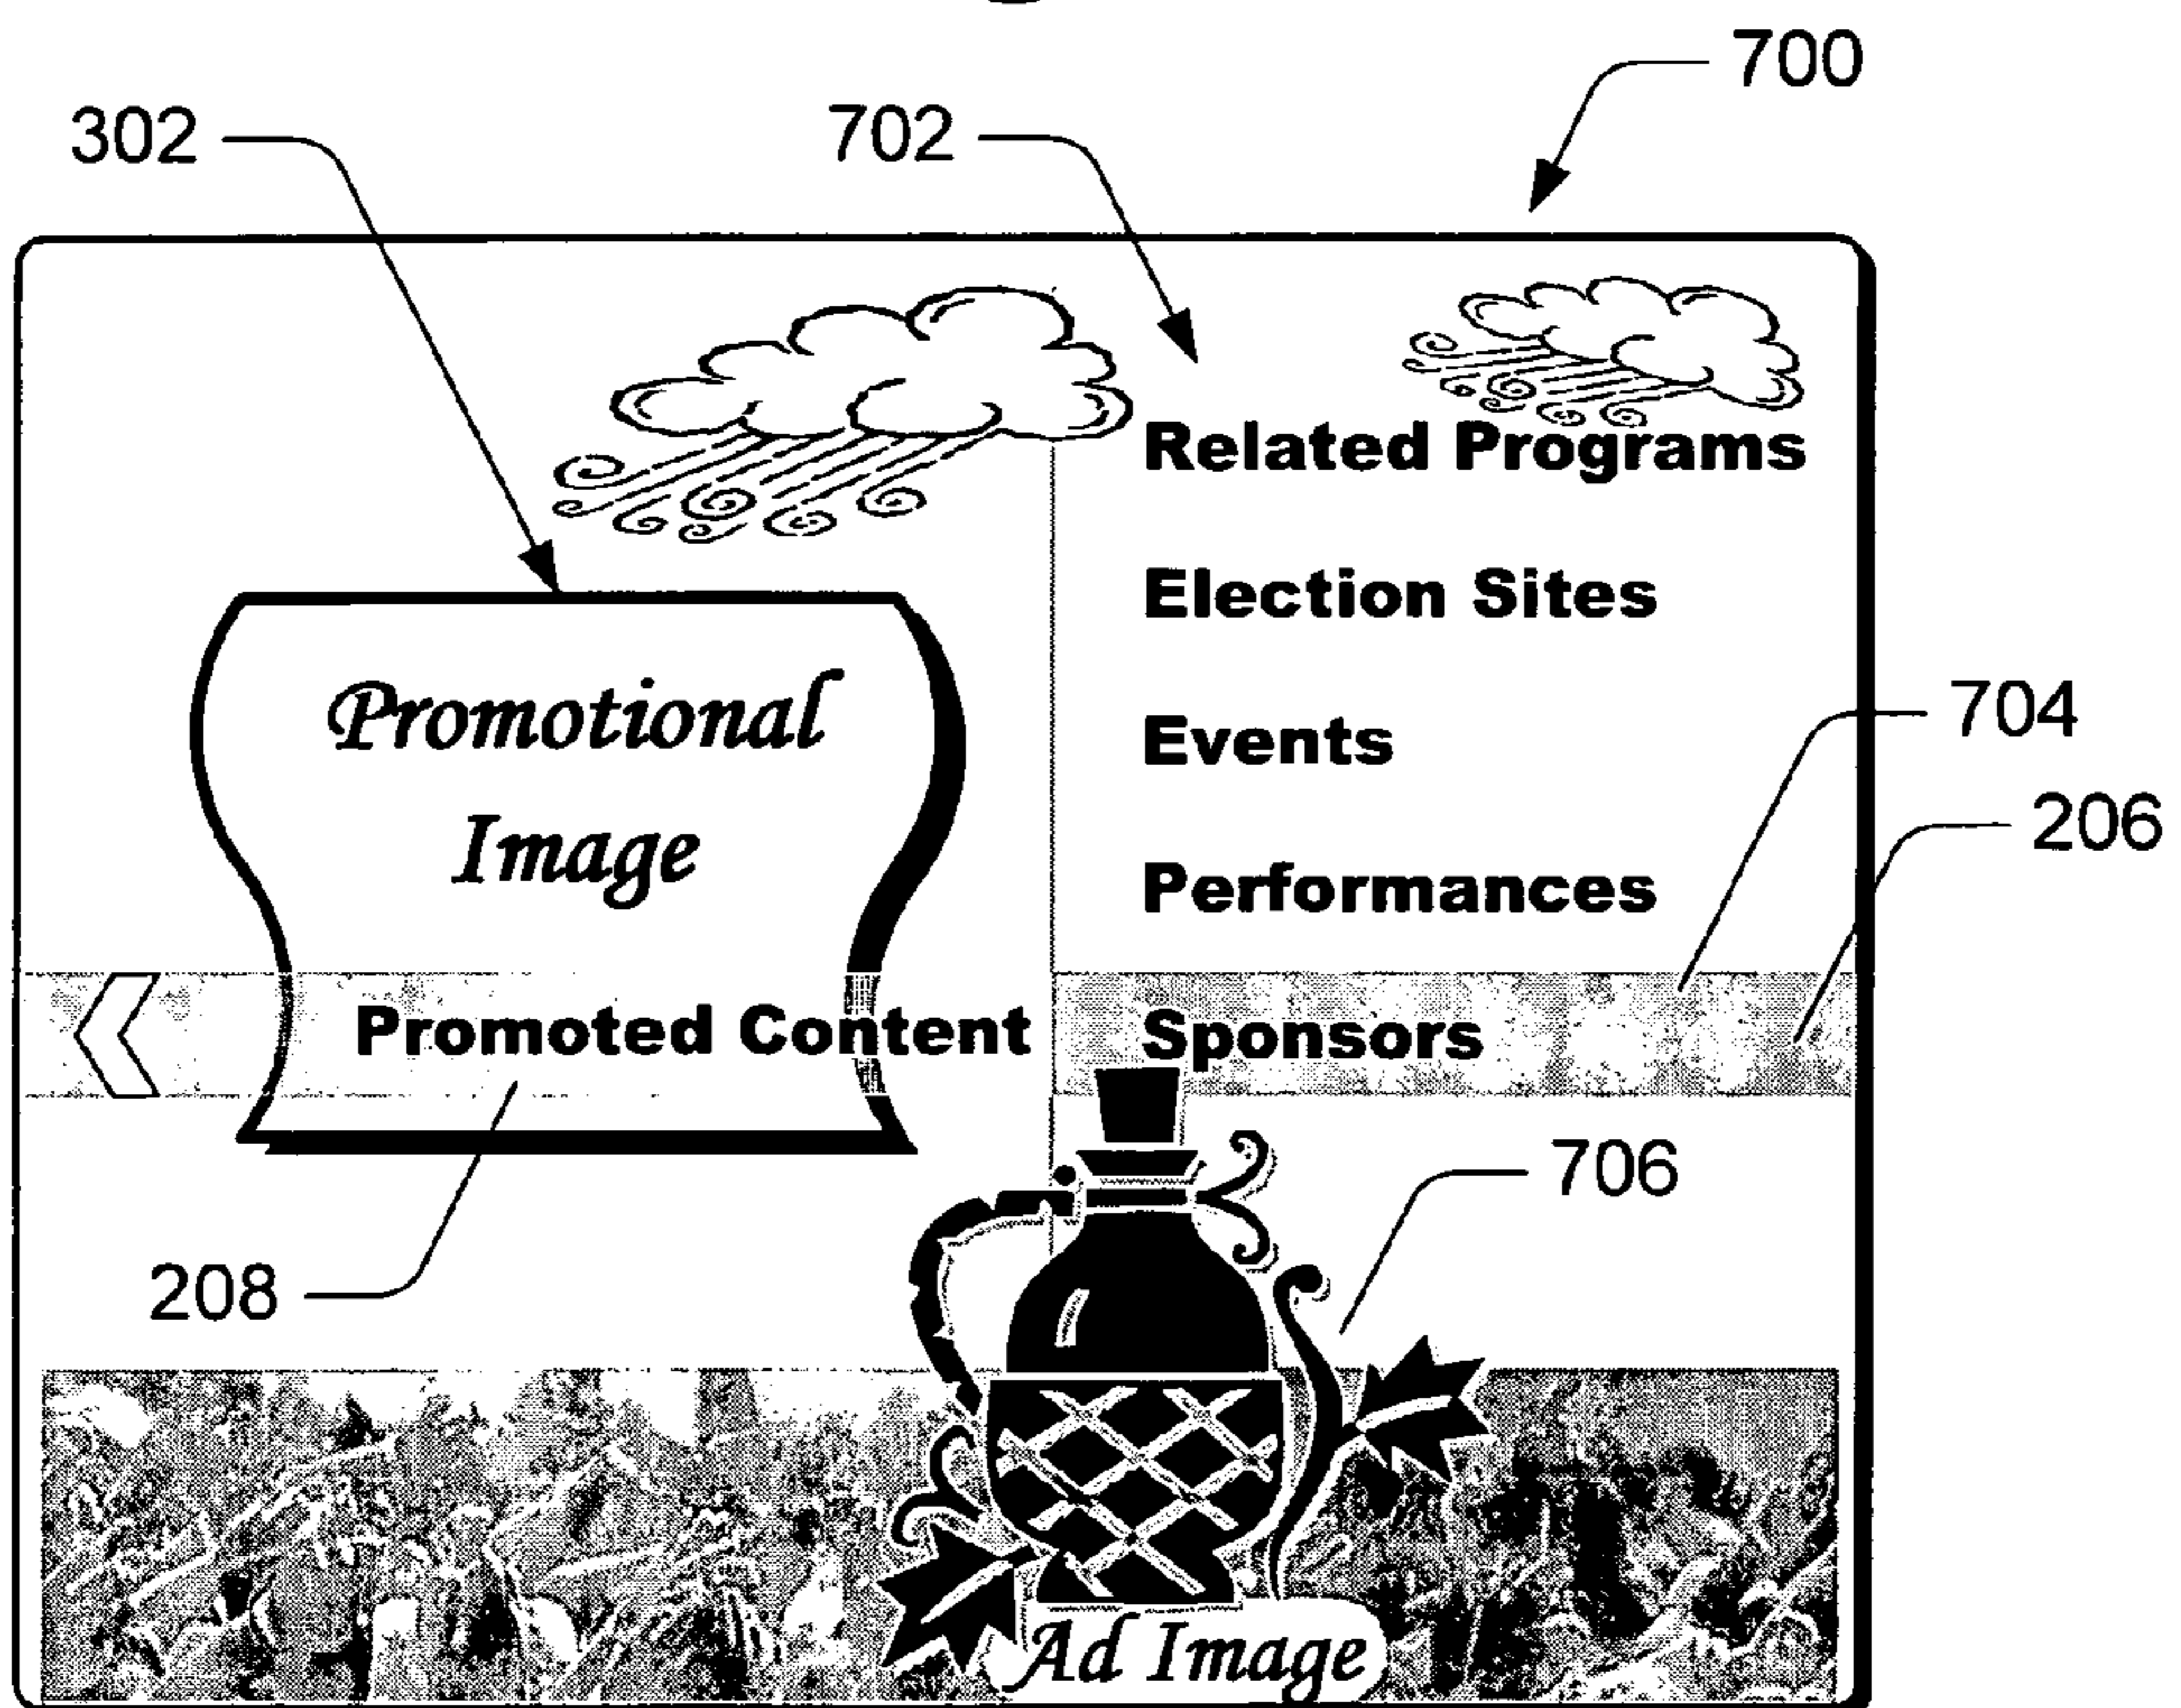 700
302
702
Related Programs
Election Sites
Promotional
Image
Events
704
206
Performances
Promoted Content
Sponsors
706
208
Ad Image